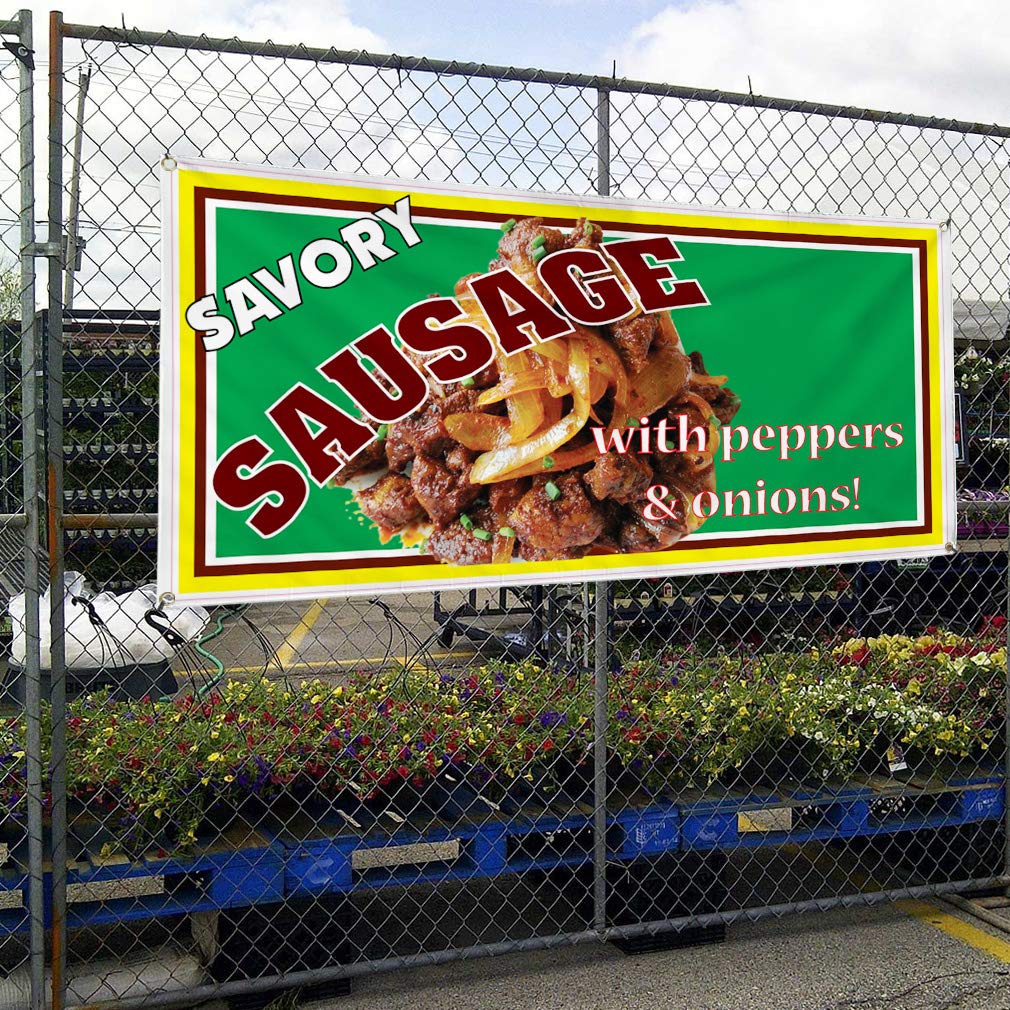 SAVORY
SAUSAGE
with peppers
& onions!